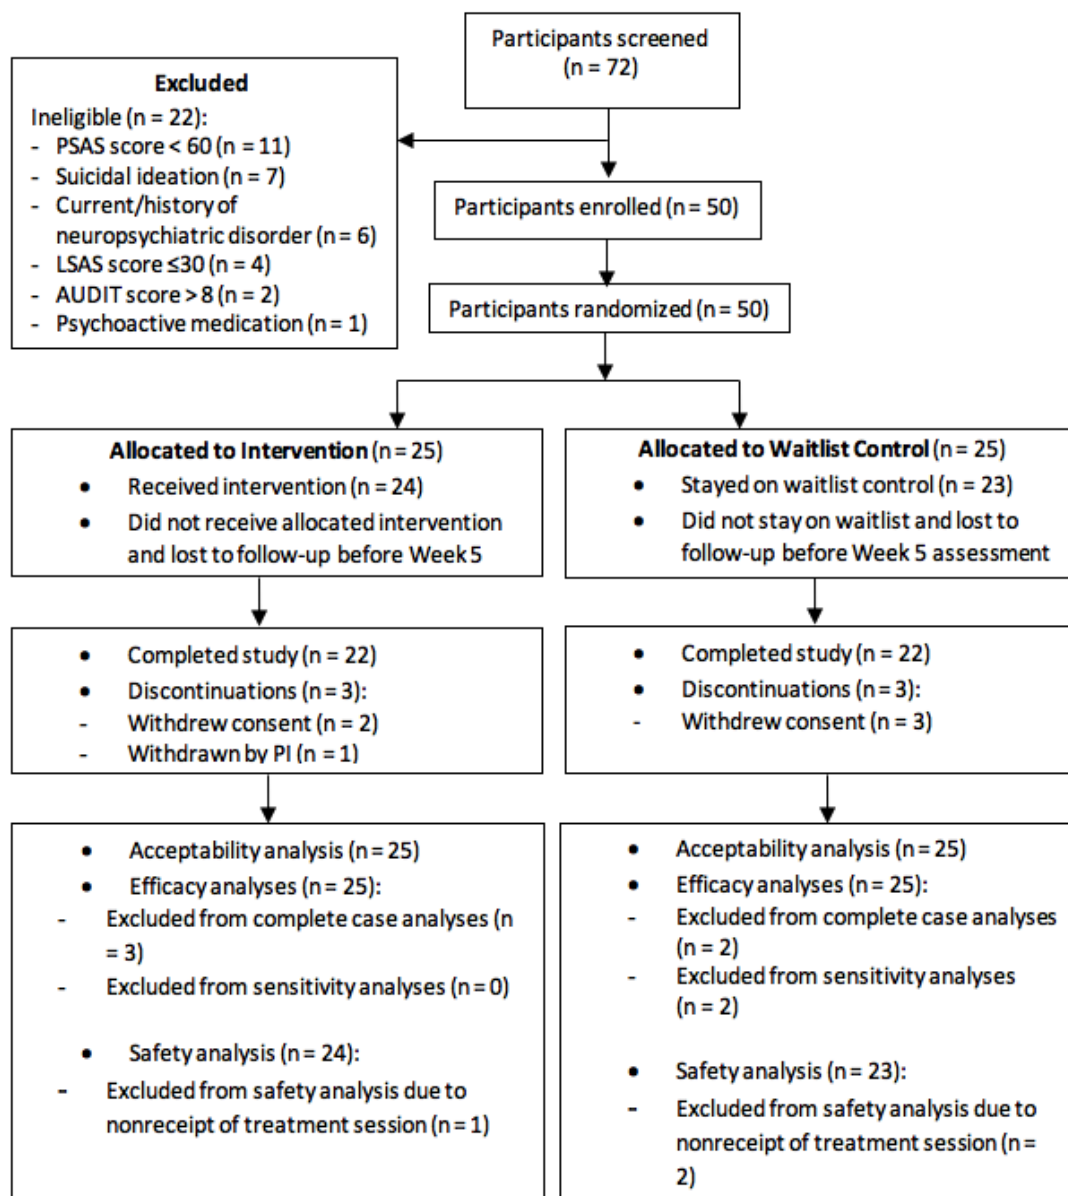 Participants screened
(n = 72)
Excluded
Ineligible (n = 22):
- PSAS score < 60 (n = 11)
- Suicidal ideation (n = 7)
- Current/history of
neuropsychiatric disorder (n = 6)
- LSAS score ≤30 (n = 4)
- AUDIT score > 8 (n = 2)
- Psychoactive medication (n = 1)
Participants enrolled (n = 50)
Participants randomized (n = 50)
Allocated to Intervention (n = 25)
• Received intervention (n = 24)
• Did not receive allocated intervention
and lost to follow-up before Week 5
Allocated to Waitlist Control (n = 25)
• Stayed on waitlist control (n = 23)
• Did not stay on waitlist and lost to
follow-up before Week 5 assessment
• Completed study (n = 22)
• Discontinuations (n = 3):
- Withdrew consent (n = 2)
- Withdrawn by PI (n = 1)
• Completed study (n = 22)
• Discontinuations (n = 3):
- Withdrew consent (n = 3)
• Acceptability analysis (n = 25)
• Efficacy analyses (n = 25):
- Excluded from complete case analyses (n
= 3)
- Excluded from sensitivity analyses (n = 0)
• Safety analysis (n = 24):
- Excluded from safety analysis due to
nonreceipt of treatment session (n = 1)
• Acceptability analysis (n = 25)
• Efficacy analyses (n = 25):
- Excluded from complete case analyses
(n = 2)
- Excluded from sensitivity analyses
(n = 2)
• Safety analysis (n = 23):
- Excluded from safety analysis due to
nonreceipt of treatment session (n =
2)